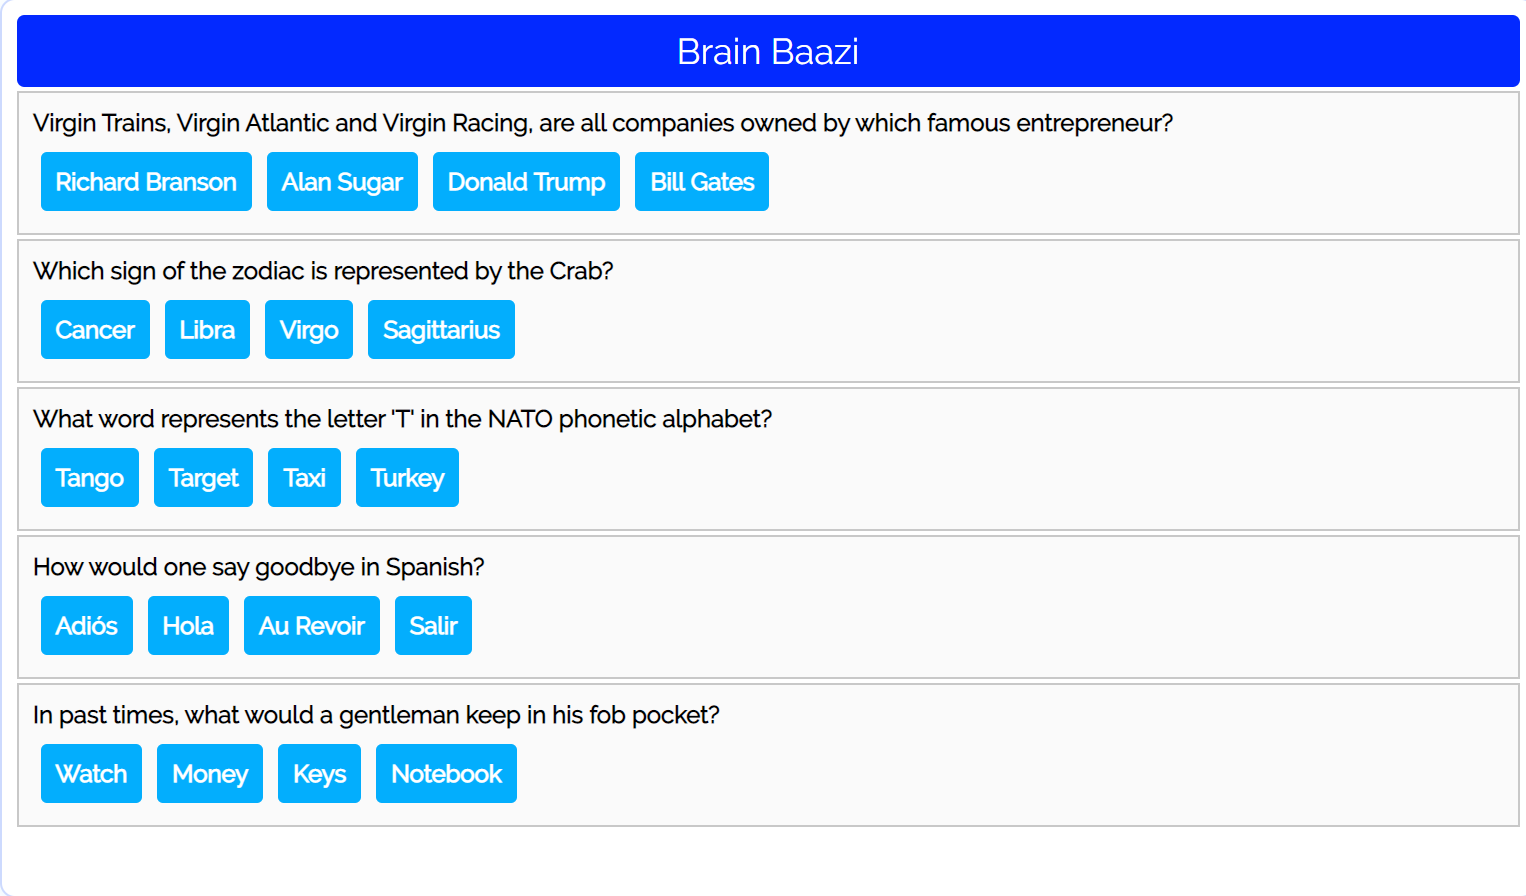 Brain Baazi
Virgin Trains, Virgin Atlantic and Virgin Racing, are all companies owned by which famous entrepreneur?
Richard Branson Alan Sugar Donald Trump Bill Gates
Which sign of the zodiac is represented by the Crab?
Cancer Libra Virgo Sagittarius
What word represents the letter 'T' in the NATO phonetic alphabet?
Tango Target Taxi Turkey
How would one say goodbye in Spanish?
Adiós Hola Au Revoir Salir
In past times, what would a gentleman keep in his fob pocket?
Watch Money Keys Notebook